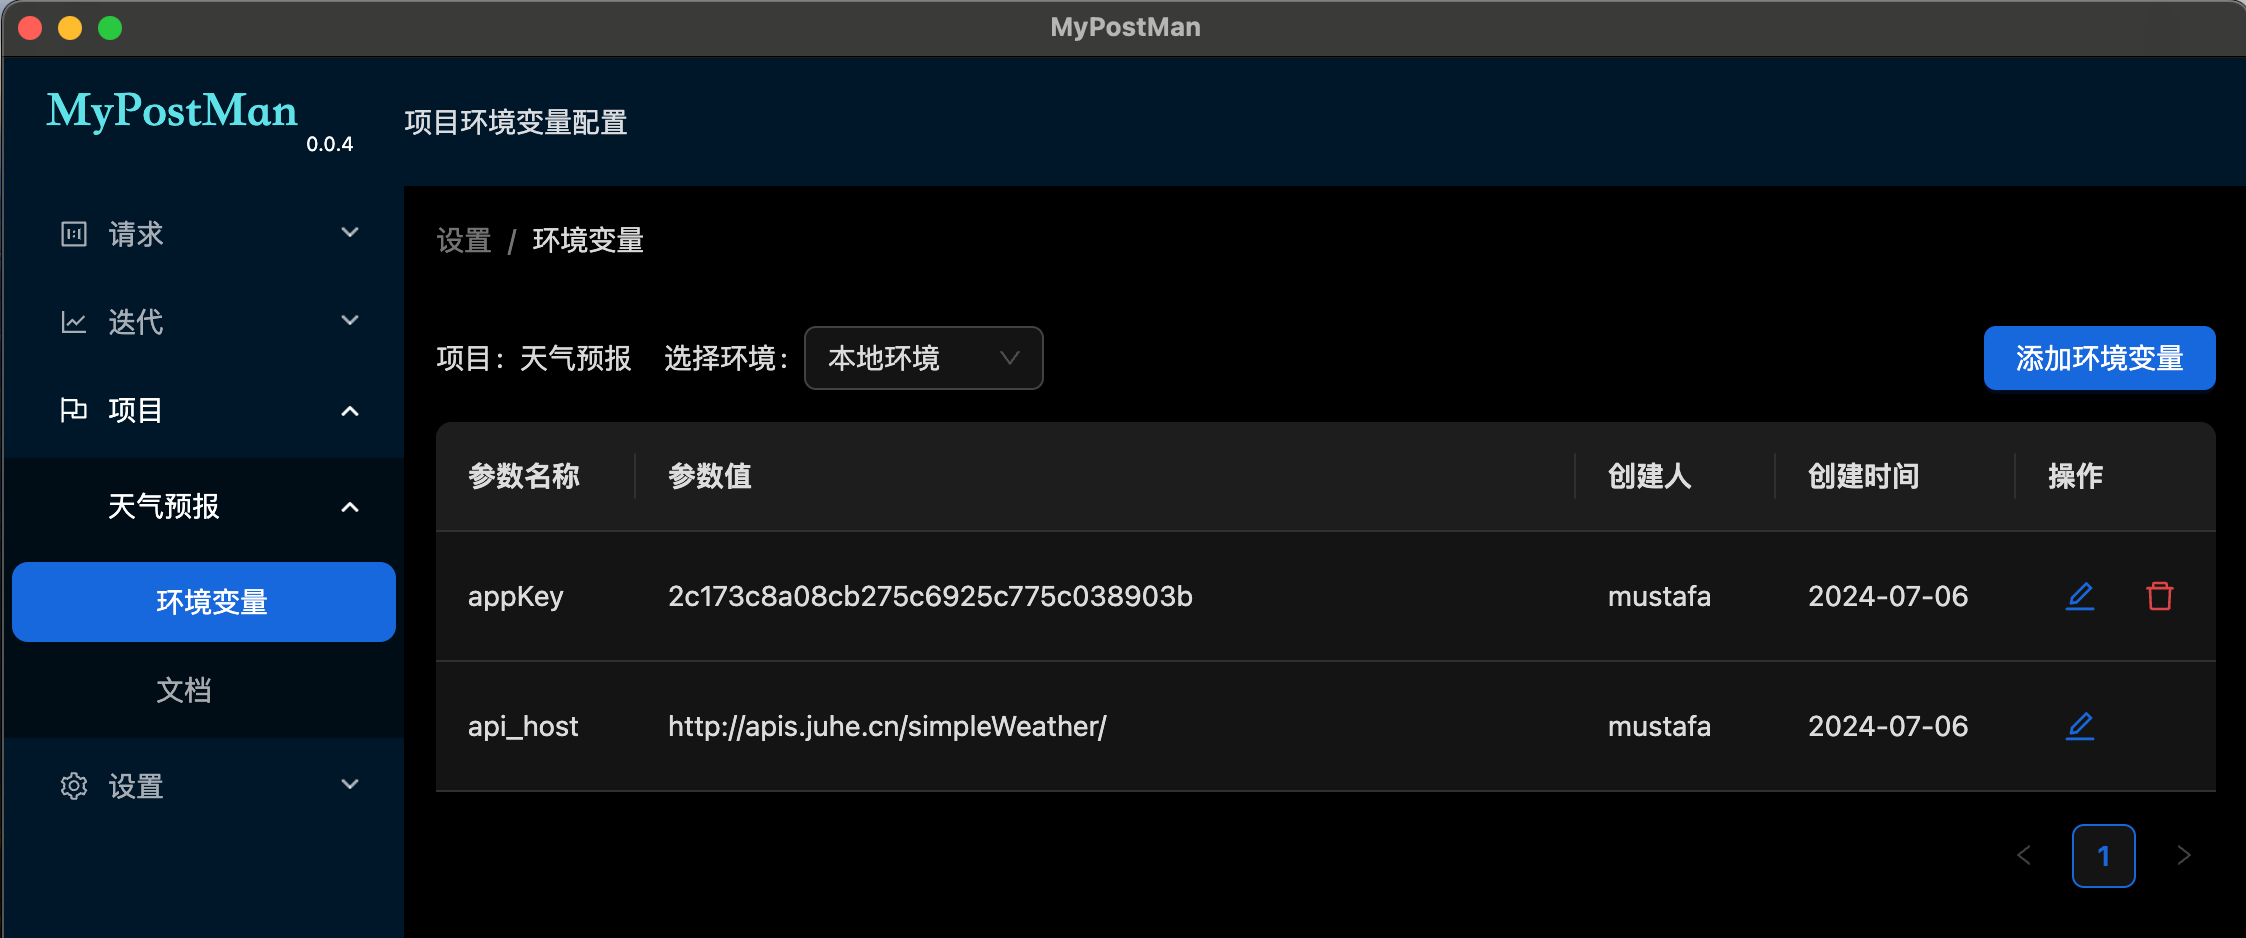 MyPostMan
MyPostMan
0.0.4
项目环境变量配置
请求
迭代
项目
天气预报
环境变量
文档
设置
设置 / 环境变量
项目：天气预报 选择环境： 本地环境
添加环境变量
参数名称 参数值 创建人 创建时间 操作
appKey 2c173c8a08cb275c6925c775c038903b mustafa 2024-07-06
api_host http://apis.juhe.cn/simpleWeather/ mustafa 2024-07-06
< 1 >